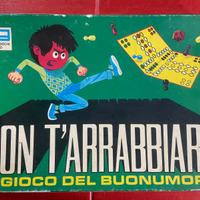 ON T'ARRABBIAR
GIOCO DEL BUONUMOR